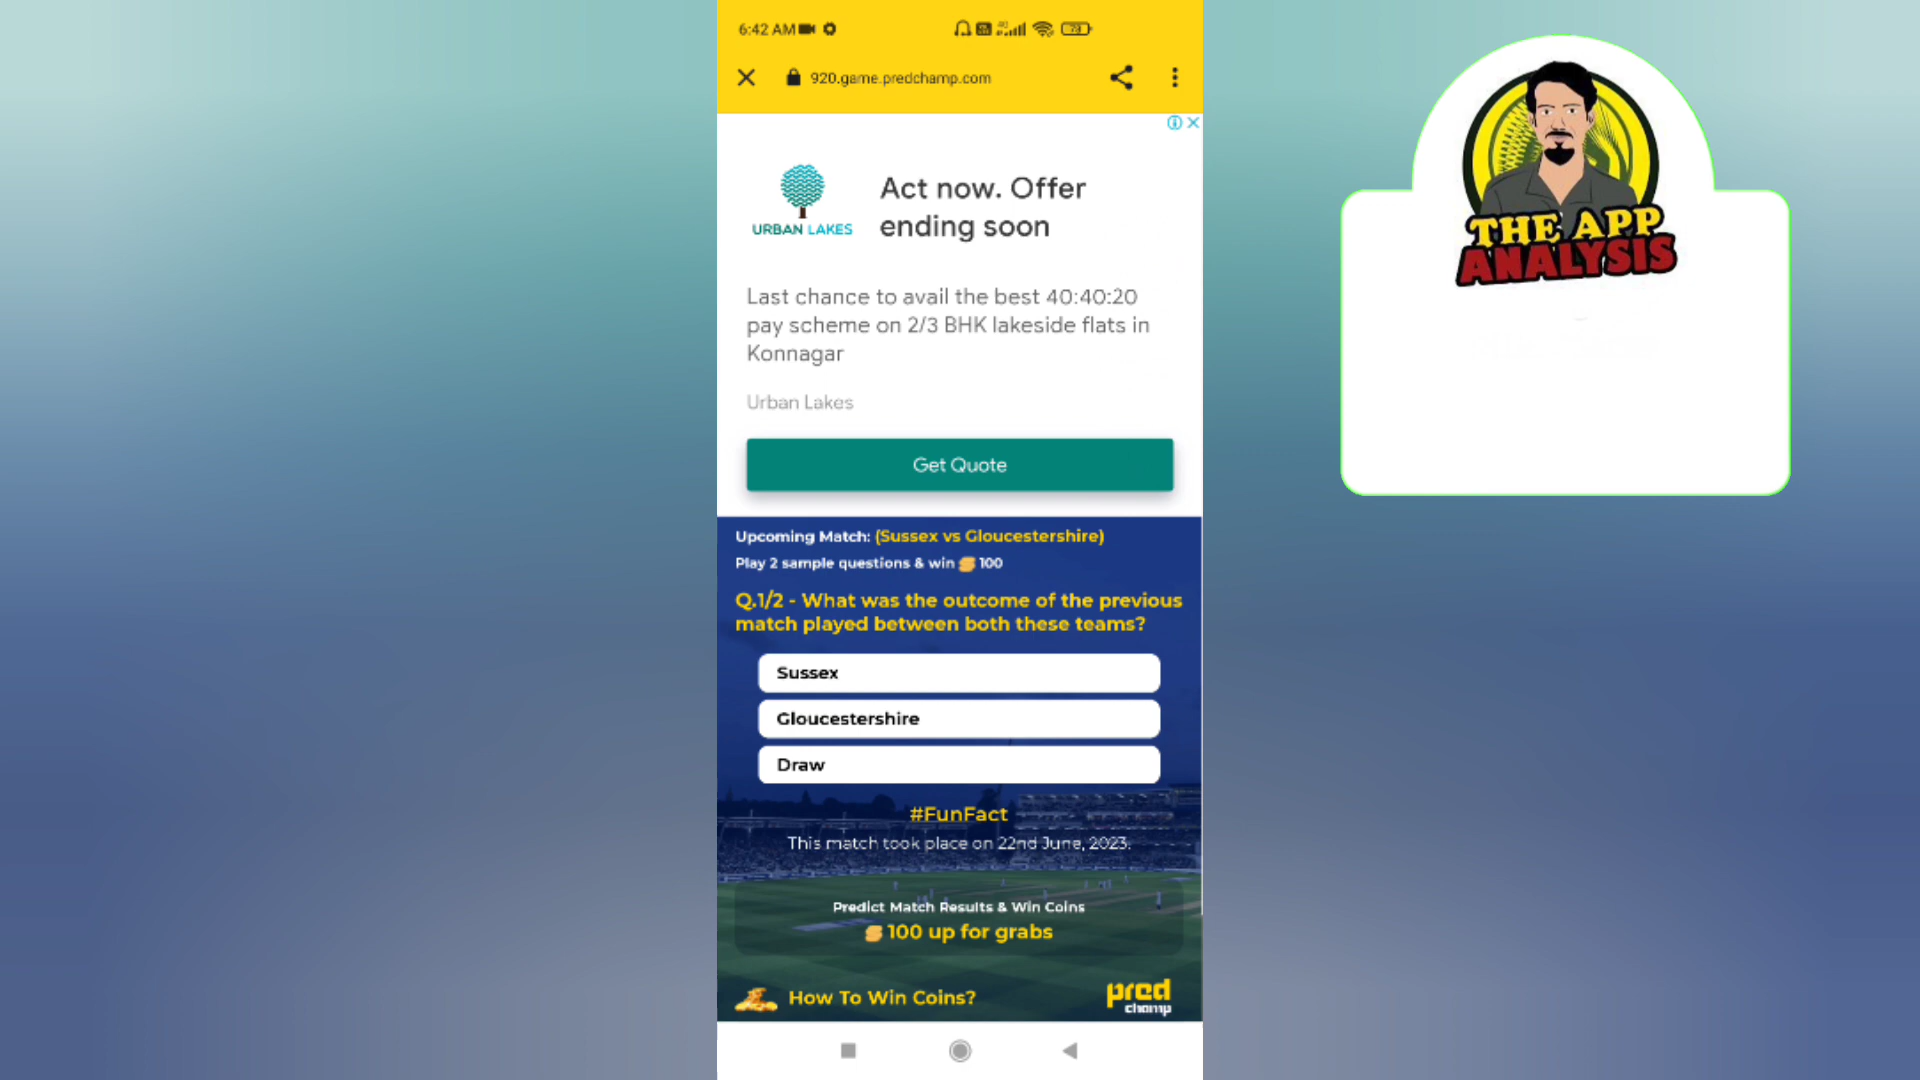 6:42 AM
920.game.predchamp.com
URBAN LAKES
Act now. Offer
ending soon
Last chance to avail the best 40:40:20
pay scheme on 2/3 BHK lakeside flats in
Konnagar
Urban Lakes
Get Quote
Upcoming Match: (Sussex vs Gloucestershire)
Play 2 sample questions & win 100
Q.1/2 - What was the outcome of the previous
match played between both these teams?
Sussex
Gloucestershire
Draw
#FunFact
This match took place on 22nd June, 2023.
Predict Match Results & Win Coins
100 up for grabs
How To Win Coins?
pred
champ
THE APP
ANALYSIS